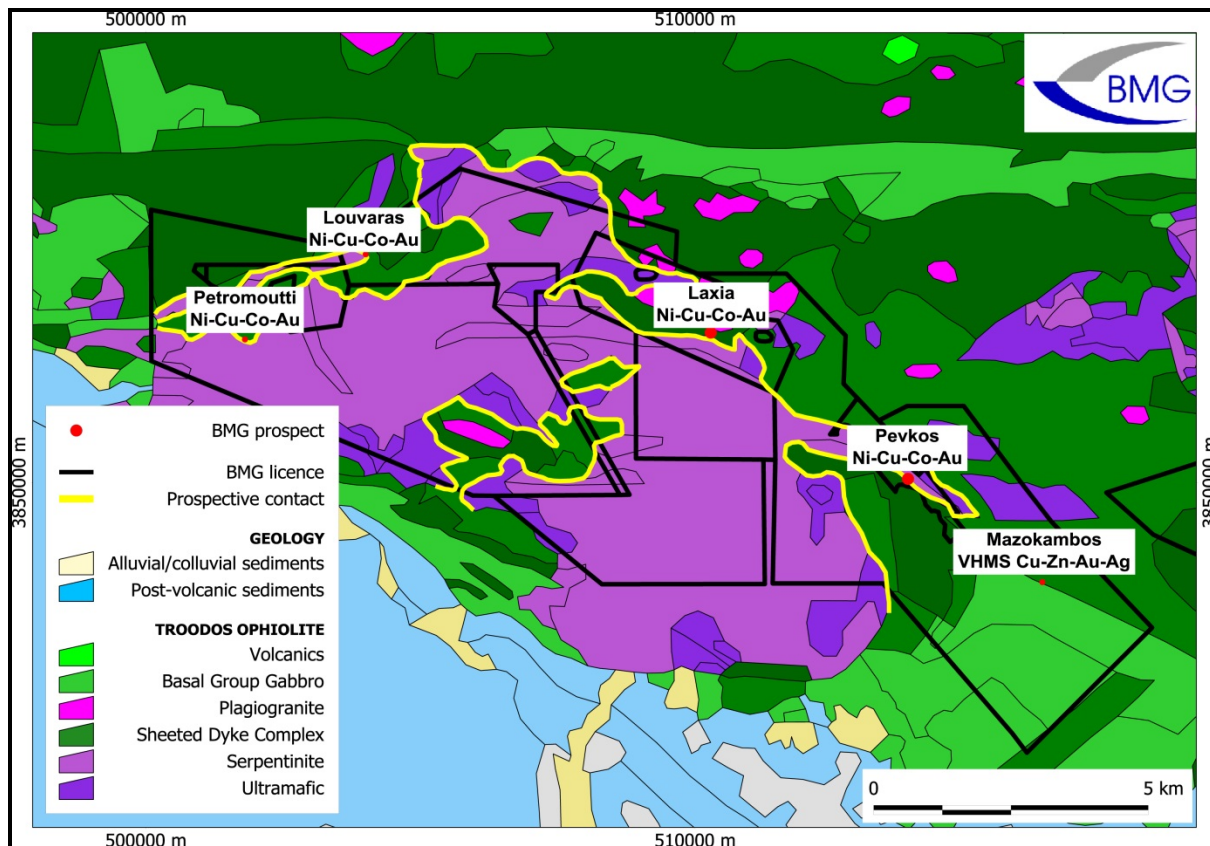 500000 m
510000 m
BMG
Louvaras
Ni-Cu-Co-Au
Petromoutti
Ni-Cu-Co-Au
Laxia
Ni-Cu-Co-Au
Pevkos
Ni-Cu-Co-Au
Mazokambos
VHMS Cu-Zn-Au-Ag
3850000 m
3850000 m
BMG prospect
BMG licence
Prospective contact
GEOLOGY
Alluvial/colluvial sediments
Post-volcanic sediments
TROODOS OPHIOLITE
Volcanics
Basal Group Gabbro
Plagiogranite
Sheeted Dyke Complex
Serpentinite
Ultramafic
0
5 km
500000 m
510000 m